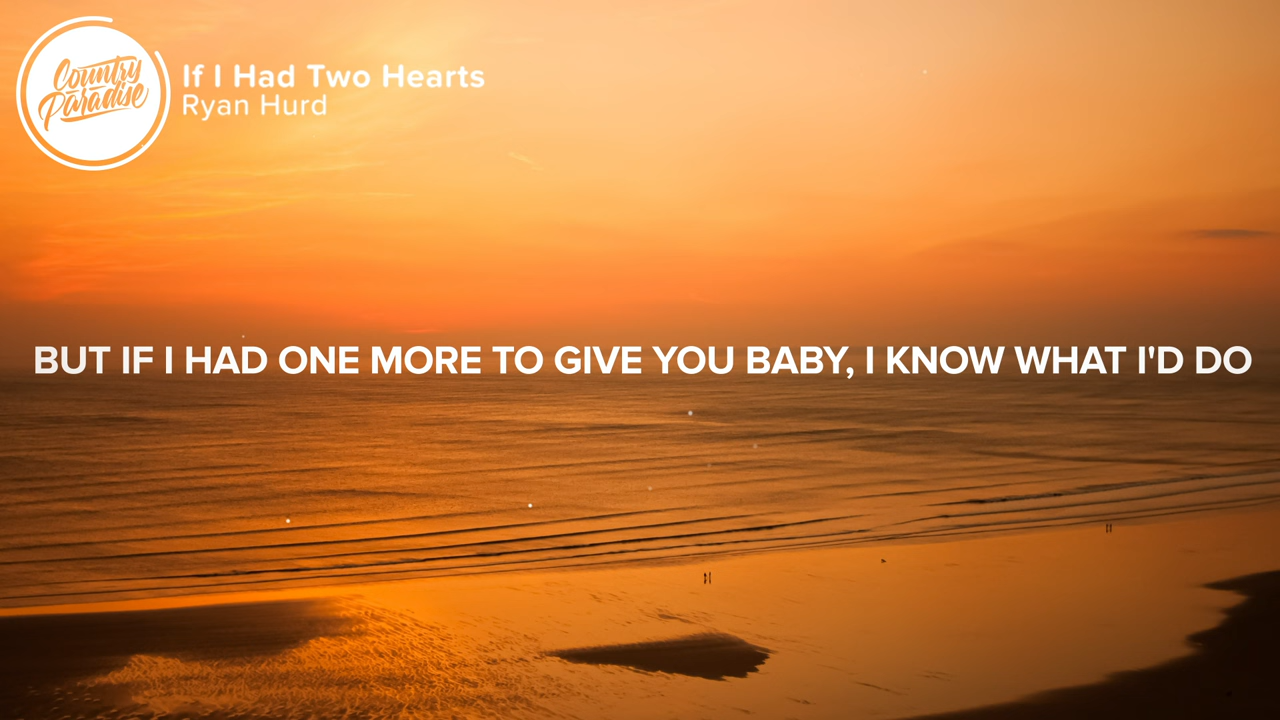 Country
Paradise
If I Had Two Hearts
Ryan Hurd
BUT IF I HAD ONE MORE TO GIVE YOU BABY, I KNOW WHAT I'D DO